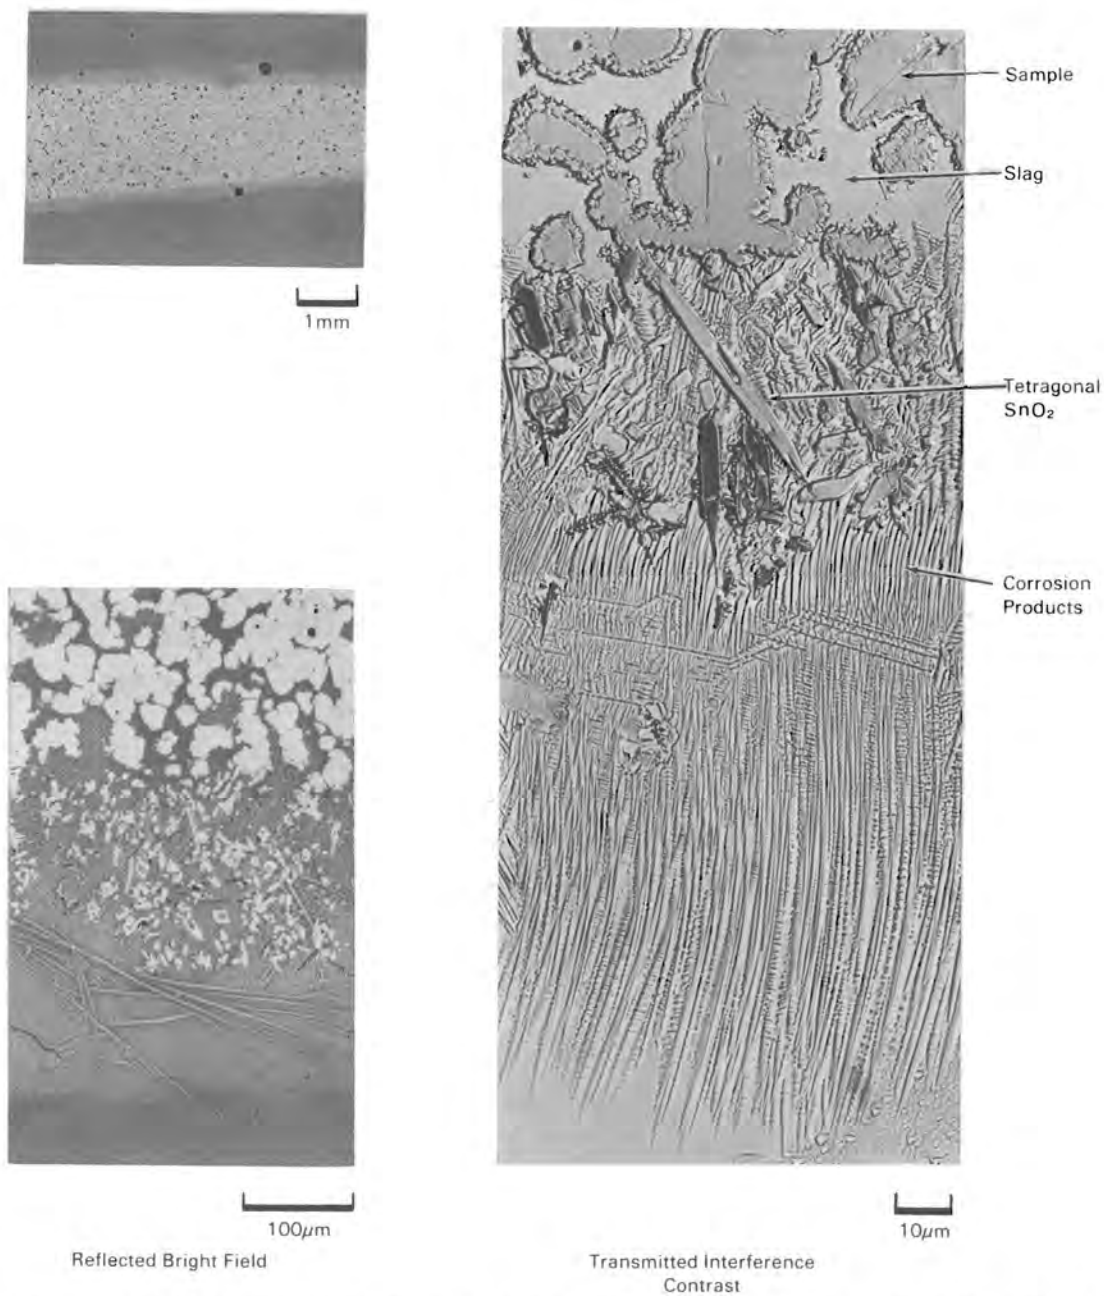 1mm
Sample
Slag
Tetragonal
SnO₂
Corrosion
Products
100μm
10μm
Reflected Bright Field
Transmitted Interference
Contrast